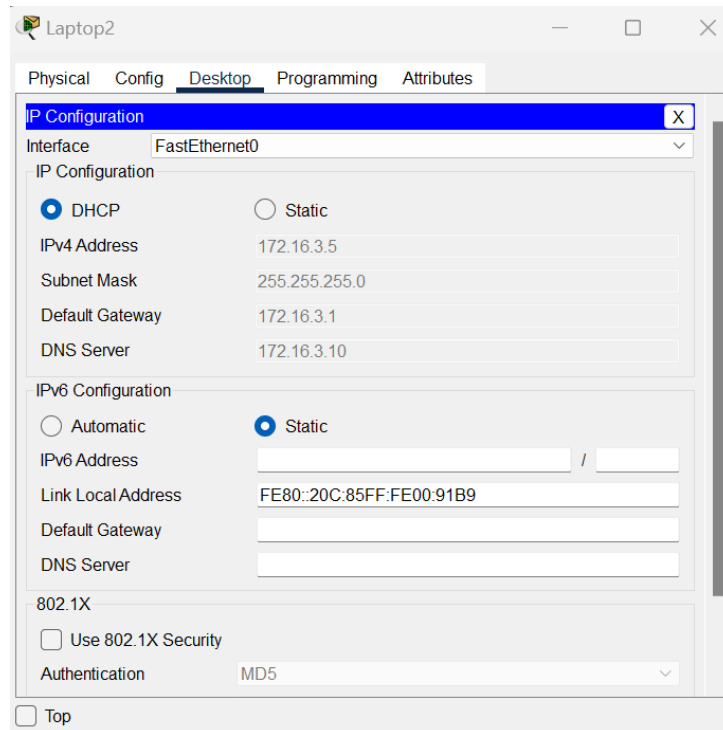 Laptop2
Physical Config Desktop Programming Attributes
IP Configuration X
Interface FastEthernet0
IP Configuration
DHCP Static
IPv4 Address 172.16.3.5
Subnet Mask 255.255.255.0
Default Gateway 172.16.3.1
DNS Server 172.16.3.10
IPv6 Configuration
Automatic Static
IPv6 Address /
Link Local Address FE80::20C:85FF:FE00:91B9
Default Gateway
DNS Server
802.1X
Use 802.1X Security
Authentication MD5
Top